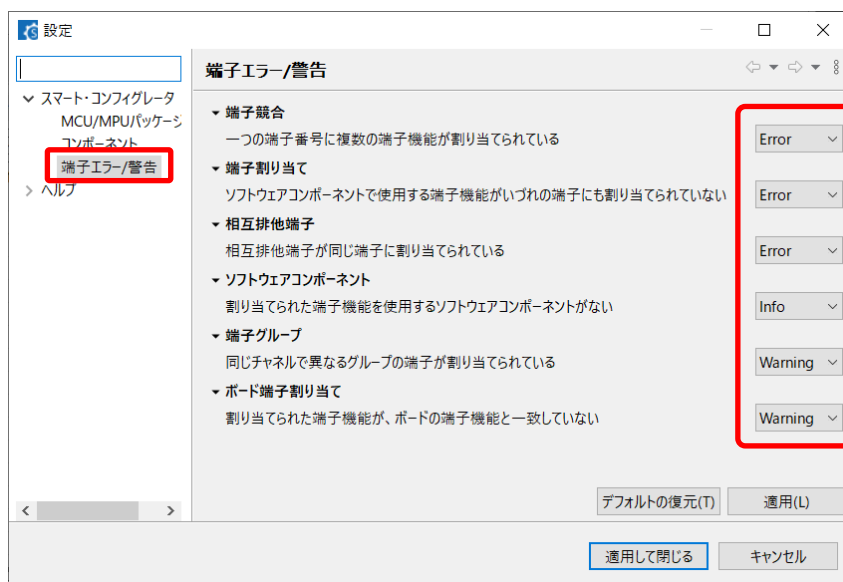 設定
端子エラー/警告
スマート・コンフィグレータ
MCU/MPUパッケージ
コンポーネント
端子エラー/警告
ヘルプ
端子競合
一つの端子番号に複数の端子機能が割り当てられている
Error
端子割り当て
ソフトウェアコンポーネントで使用する端子機能がいづれの端子にも割り当てられていない
Error
相互排他端子
相互排他端子が同じ端子に割り当てられている
Error
ソフトウェアコンポーネント
割り当てられた端子機能を使用するソフトウェアコンポーネントがない
Info
端子グループ
同じチャネルで異なるグループの端子が割り当てられている
Warning
ボード端子割り当て
割り当てられた端子機能が、ボードの端子機能と一致していない
Warning
デフォルトの復元(T)
適用(L)
適用して閉じる
キャンセル